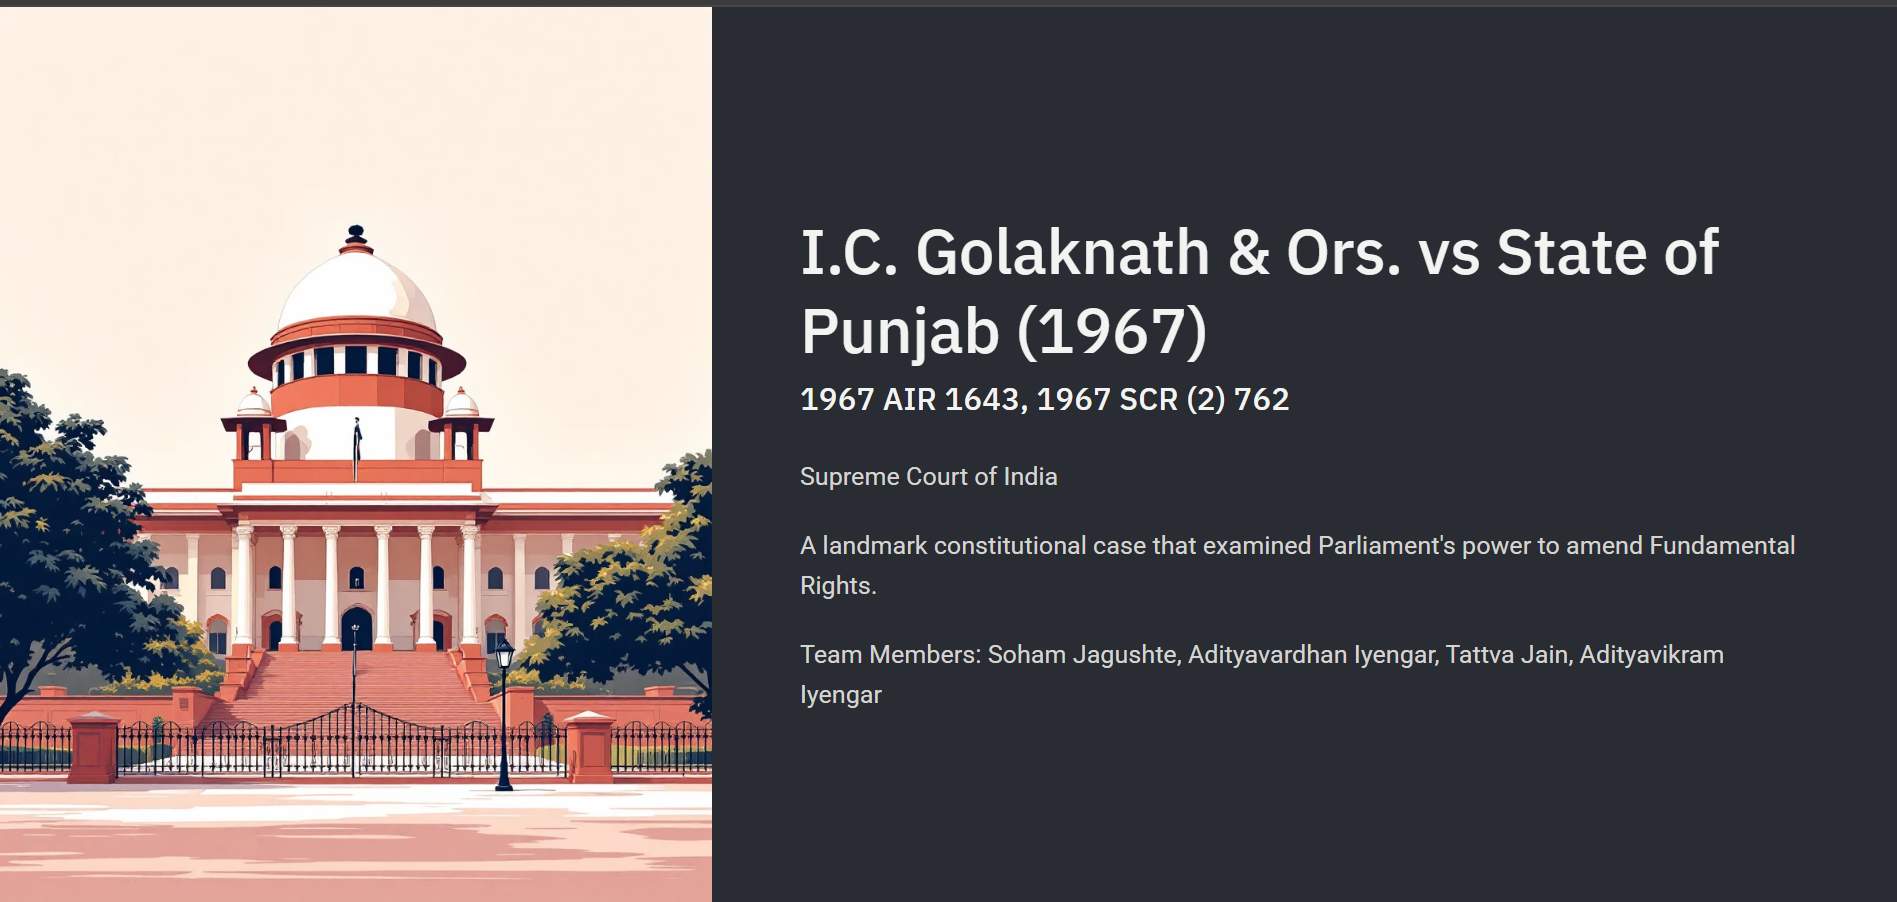 I.C. Golaknath & Ors. vs State of
Punjab (1967)
1967 AIR 1643, 1967 SCR (2) 762
Supreme Court of India
A landmark constitutional case that examined Parliament's power to amend Fundamental
Rights.
Team Members: Soham Jagushte, Adityavardhan Iyengar, Tattva Jain, Adityavikram
Iyengar